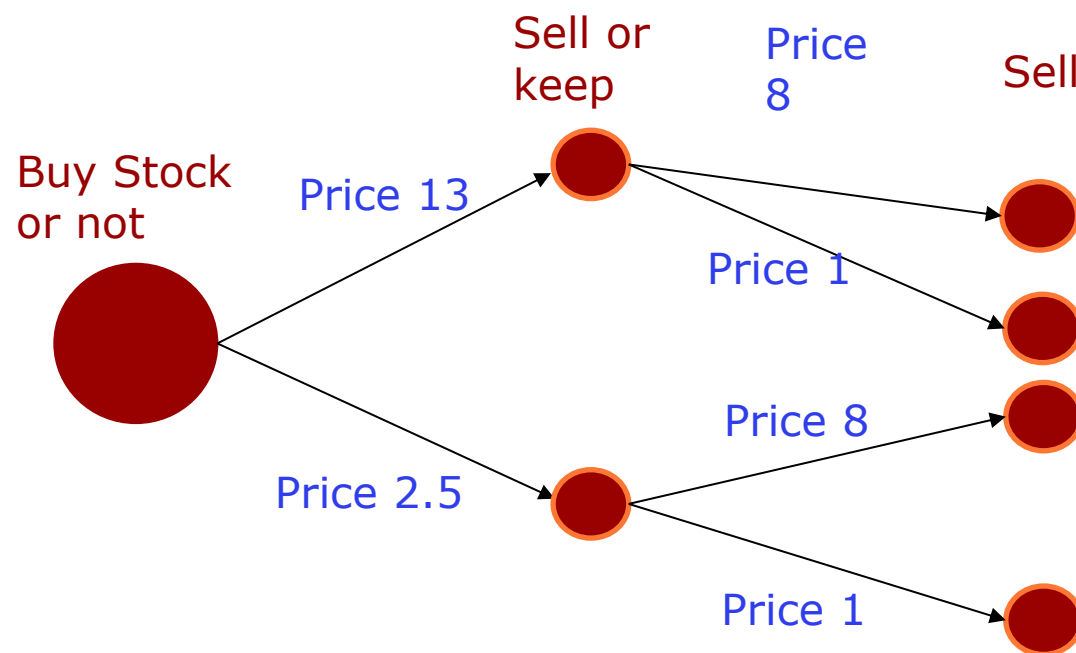 Sell or
keep
Price
8
Sell
Buy Stock
or not
Price 13
Price 1
Price 8
Price 2.5
Price 1